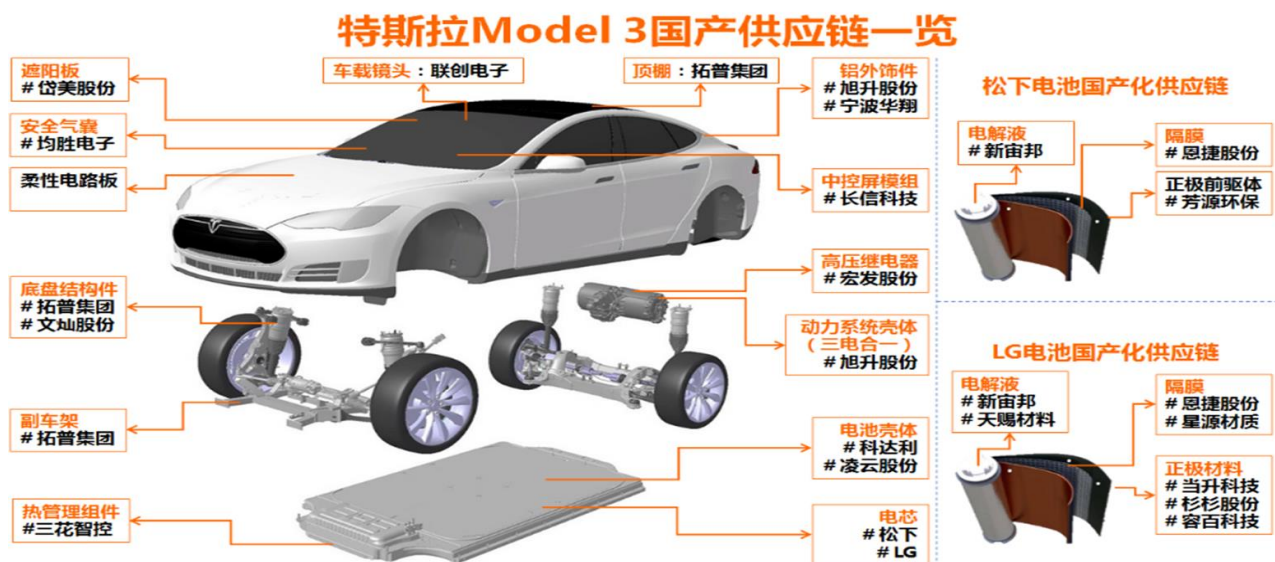 特斯拉Model 3国产供应链一览
遮阳板
# 岱美股份
车载镜头：联创电子
顶棚：拓普集团
铝外饰件
# 旭升股份
# 宁波华翔
安全气囊
# 均胜电子
柔性电路板
中控屏模组
# 长信科技
高压继电器
# 宏发股份
底盘结构件
# 拓普集团
# 文灿股份
动力系统壳体
（三电合一）
# 旭升股份
副车架
# 拓普集团
电池壳体
# 科达利
# 凌云股份
热管理组件
#三花智控
电芯
# 松下
# LG
松下电池国产化供应链
电解液
# 新宙邦
隔膜
# 恩捷股份
正极前驱体
# 芳源环保
LG电池国产化供应链
电解液
# 新宙邦
# 天赐材料
隔膜
# 恩捷股份
# 星源材质
正极材料
# 当升科技
# 杉杉股份
# 容百科技